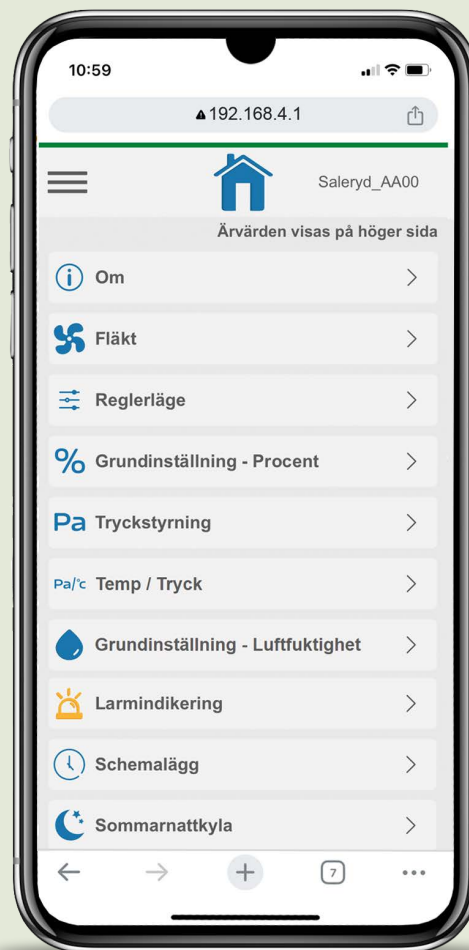 10:59
192.168.4.1
Saleryd_AA00
Ärvärden visas på höger sida
Om
Fläkt
Reglerläge
% Grundinställning - Procent
Pa Tryckstyrning
Pa/°c Temp / Tryck
Grundinställning - Luftfuktighet
Larmindikering
Schemalägg
Sommarnattkyla
7